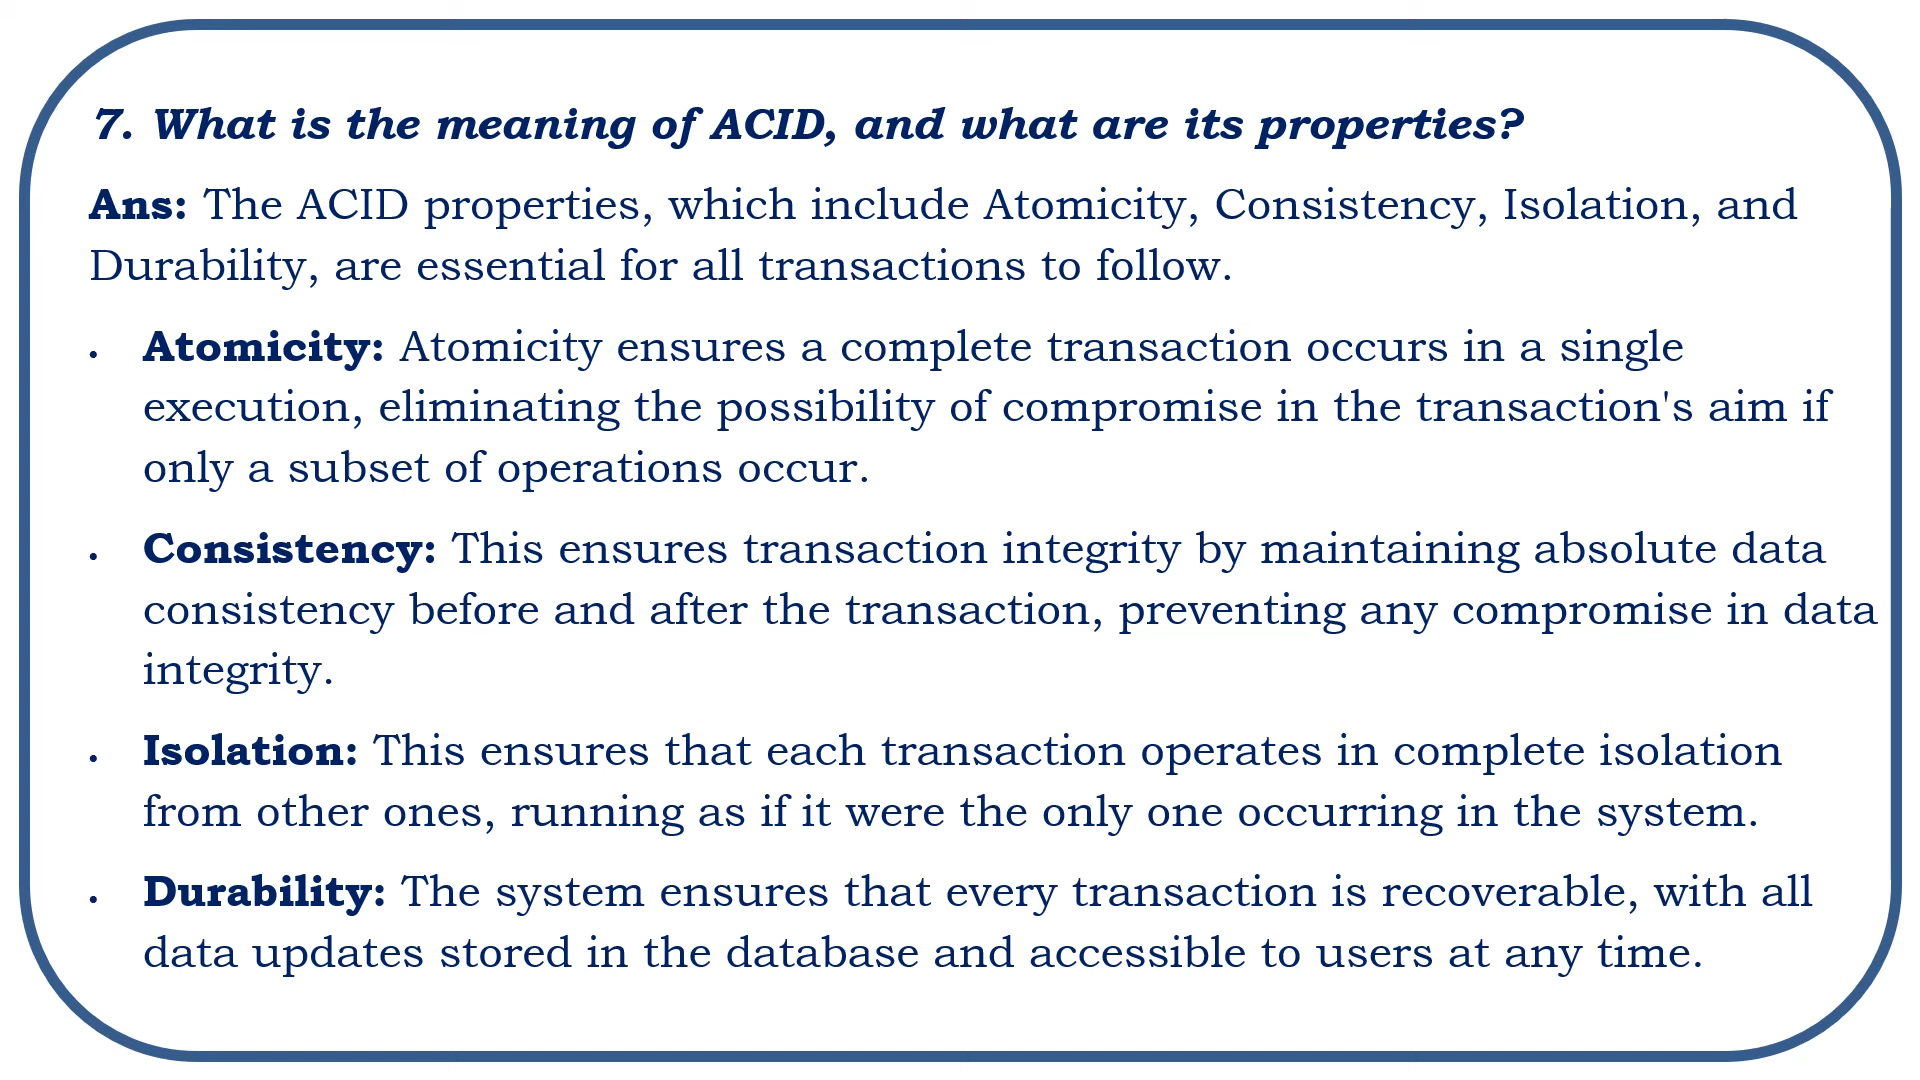 7. What is the meaning of ACID, and what are its properties?
Ans: The ACID properties, which include Atomicity, Consistency, Isolation, and
Durability, are essential for all transactions to follow.
• Atomicity: Atomicity ensures a complete transaction occurs in a single
execution, eliminating the possibility of compromise in the transaction's aim if
only a subset of operations occur.
• Consistency: This ensures transaction integrity by maintaining absolute data
consistency before and after the transaction, preventing any compromise in data
integrity.
• Isolation: This ensures that each transaction operates in complete isolation
from other ones, running as if it were the only one occurring in the system.
• Durability: The system ensures that every transaction is recoverable, with all
data updates stored in the database and accessible to users at any time.